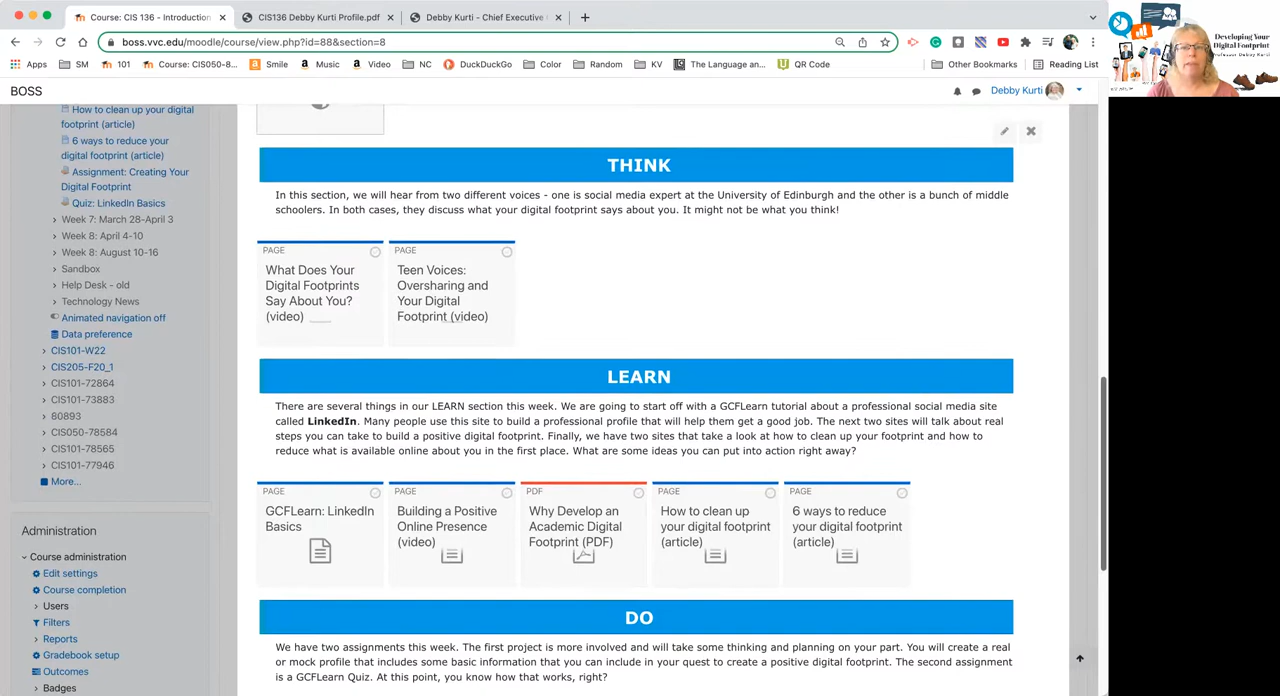 Course: CIS 136 - Introduction
CIS136 Debby Kurti Profile.pdf
Debby Kurti - Chief Executive
boss.vvc.edu/moodle/course/view.php?id=88&section=8
Apps
SM
101
Course: CIS050-8...
Smile
Music
Video
NC
DuckDuckGo
Color
Random
KV
The Language an...
QR Code
Other Bookmarks
Reading List
Developing Your
Digital Footprint
BOSS
Debby Kurti
How to clean up your digital
footprint (article)
6 ways to reduce your
digital footprint (article)
Assignment: Creating Your
Digital Footprint
Quiz: LinkedIn Basics
Week 7: March 28-April 3
Week 8: April 4-10
Week 8: August 10-16
Sandbox
Help Desk - old
Technology News
Animated navigation off
Data preference
CIS101-W22
CIS205-F20_1
CIS101-72864
CIS101-73883
80893
CIS050-78584
CIS101-78565
CIS101-77946
More...
Administration
Course administration
Edit settings
Course completion
Users
Filters
Reports
Gradebook setup
Outcomes
Badges
THINK
In this section, we will hear from two different voices - one is social media expert at the University of Edinburgh and the other is a bunch of middle
schoolers. In both cases, they discuss what your digital footprint says about you. It might not be what you think!
PAGE
What Does Your
Digital Footprints
Say About You?
(video)
PAGE
Teen Voices:
Oversharing and
Your Digital
Footprint (video)
LEARN
There are several things in our LEARN section this week. We are going to start off with a GCFLearn tutorial about a professional social media site
called LinkedIn. Many people use this site to build a professional profile that will help them get a good job. The next two sites will talk about real
steps you can take to build a positive digital footprint. Finally, we have two sites that take a look at how to clean up your footprint and how to
reduce what is available online about you in the first place. What are some ideas you can put into action right away?
PAGE
GCFLearn: LinkedIn
Basics
PAGE
Building a Positive
Online Presence
(video)
PDF
Why Develop an
Academic Digital
Footprint (PDF)
PAGE
How to clean up
your digital footprint
(article)
PAGE
6 ways to reduce
your digital footprint
(article)
DO
We have two assignments this week. The first project is more involved and will take some thinking and planning on your part. You will create a real
or mock profile that includes some basic information that you can include in your quest to create a positive digital footprint. The second assignment
is a GCFLearn Quiz. At this point, you know how that works, right?